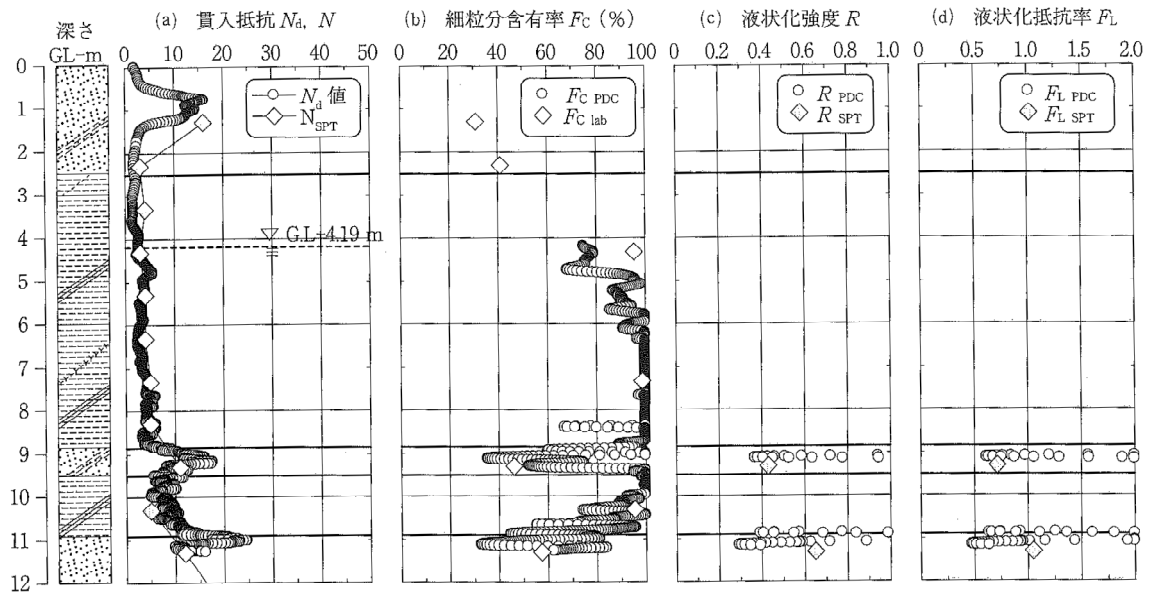 深さ
GL-m
(a) 貫入抵抗 Nd, N
0 10 20 30 40 50
Nd 値
NSPT
G.L-4.19 m
(b) 細粒分含有率 FC (%)
0 20 40 60 80 100
FC PDC
FC lab
(c) 液状化強度 R
0 0.2 0.4 0.6 0.8 1.0
R PDC
R SPT
(d) 液状化抵抗率 FL
0 0.5 1.0 1.5 2.0
FL PDC
FL SPT
0
1
2
3
4
5
6
7
8
9
10
11
12